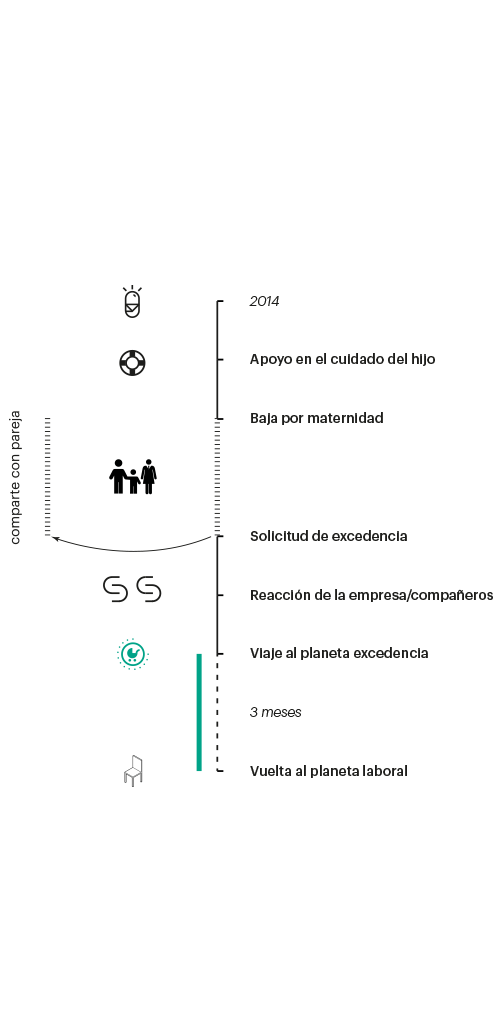 2014
Apoyo en el cuidado del hijo
Baja por maternidad
comparte con pareja
Solicitud de excedencia
Reacción de la empresa/compañeros
Viaje al planeta excedencia
3 meses
Vuelta al planeta laboral